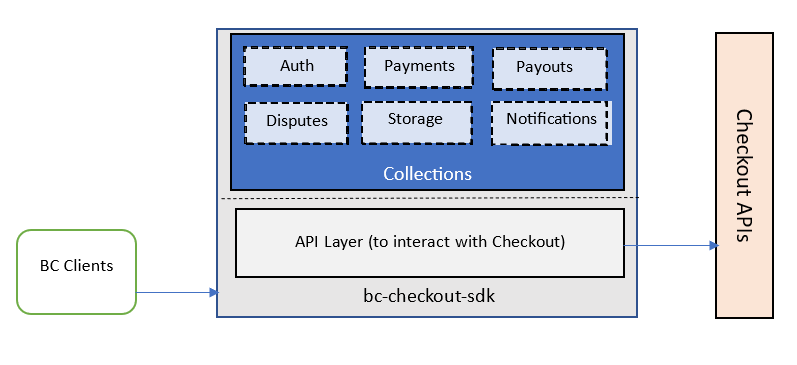 Auth
Payments
Payouts
Disputes
Storage
Notifications
Collections
API Layer (to interact with Checkout)
bc-checkout-sdk
BC Clients
Checkout APIs